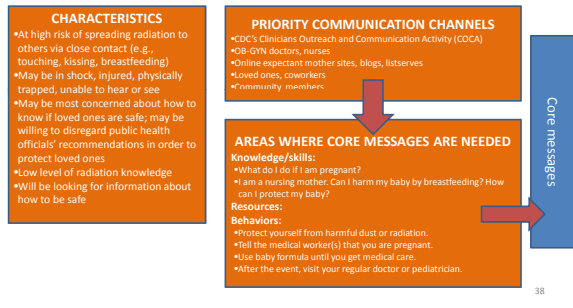 CHARACTERISTICS
•At high risk of spreading radiation to
others via close contact (e.g.,
touching, kissing, breastfeeding)
•May be in shock, injured, physically
trapped, unable to hear or see
•May be most concerned about how to
know if loved ones are safe; may be
willing to disregard public health
officials' recommendations in order to
protect loved ones
•Low level of radiation knowledge
•Will be looking for information about
how to be safe
PRIORITY COMMUNICATION CHANNELS
•CDC's Clinicians Outreach and Communication Activity (COCA)
•OB-GYN doctors, nurses
•Online expectant mother sites, blogs, listserves
•Loved ones, coworkers
•Community members
AREAS WHERE CORE MESSAGES ARE NEEDED
Knowledge/skills:
•What do I do if I am pregnant?
•I am a nursing mother. Can I harm my baby by breastfeeding? How
can I protect my baby?
Resources:
Behaviors:
•Protect yourself from harmful dust or radiation.
•Tell the medical worker(s) that you are pregnant.
•Use baby formula until you get medical care.
•After the event, visit your regular doctor or pediatrician.
Core messages
38